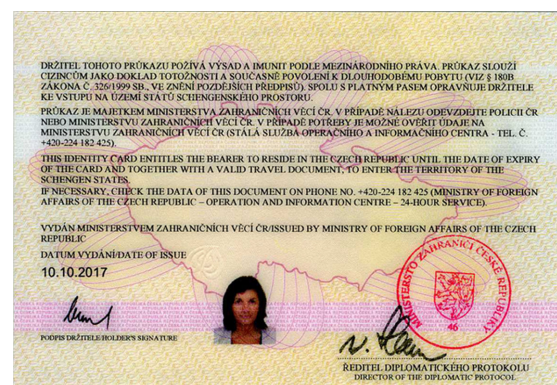 DRŽITEL TOHOTO PRŮKAZU POŽÍVÁ VÝSAD A IMUNIT PODLE MEZINÁRODNÍHO PRÁVA. PRŮKAZ SLOUŽÍ
CIZINCŮM JAKO DOKLAD TOTOŽNOSTI A SOUČASNĚ POVOLENÍ K DLOUHODOBÉMU POBYTU (VIZ § 180B
ZÁKONA Č. 326/1999 SB., VE ZNĚNÍ POZDĚJŠÍCH PŘEDPISŮ). SPOLU S PLATNÝM PASEM OPRAVŇUJE DRŽITELE
KE VSTUPU NA ÚZEMÍ STÁTŮ SCHENGENSKÉHO PROSTORU.
PRŮKAZ JE MAJETKEM MINISTERSTVA ZAHRANIČNÍCH VĚCÍ ČR. V PŘÍPADĚ NÁLEZU ODEVZDEJTE POLICII ČR
NEBO MINISTERSTVU ZAHRANIČNÍCH VĚCÍ ČR. V PŘÍPADĚ POTŘEBY JE MOŽNÉ OVĚŘIT ÚDAJE NA
MINISTERSTVU ZAHRANIČNÍCH VĚCÍ ČR (STÁLÁ SLUŽBA OPERAČNÍHO A INFORMAČNÍHO CENTRA - TEL. Č.
+420-224 182 425).
THIS IDENTITY CARD ENTITLES THE BEARER TO RESIDE IN THE CZECH REPUBLIC UNTIL THE DATE OF EXPIRY
OF THE CARD AND TOGETHER WITH A VALID TRAVEL DOCUMENT, TO ENTER THE TERRITORY OF THE
SCHENGEN STATES.
IF NECESSARY, CHECK THE DATA OF THIS DOCUMENT ON PHONE NO. +420-224 182 425 (MINISTRY OF FOREIGN
AFFAIRS OF THE CZECH REPUBLIC – OPERATION AND INFORMATION CENTRE – 24-HOUR SERVICE).
VYDÁN MINISTERSTVEM ZAHRANIČNÍCH VĚCÍ ČR/ISSUED BY MINISTRY OF FOREIGN AFFAIRS OF THE CZECH
REPUBLIC
DATUM VYDÁNÍ/DATE OF ISSUE
10.10.2017
PODPIS DRŽITELE/HOLDER'S SIGNATURE
MINISTERSTVO ZAHRANIČÍ ČESKÉ REPUBLIKY
46
ŘEDITEL DIPLOMATICKÉHO PROTOKOLU
DIRECTOR OF THE DIPLOMATIC PROTOCOL